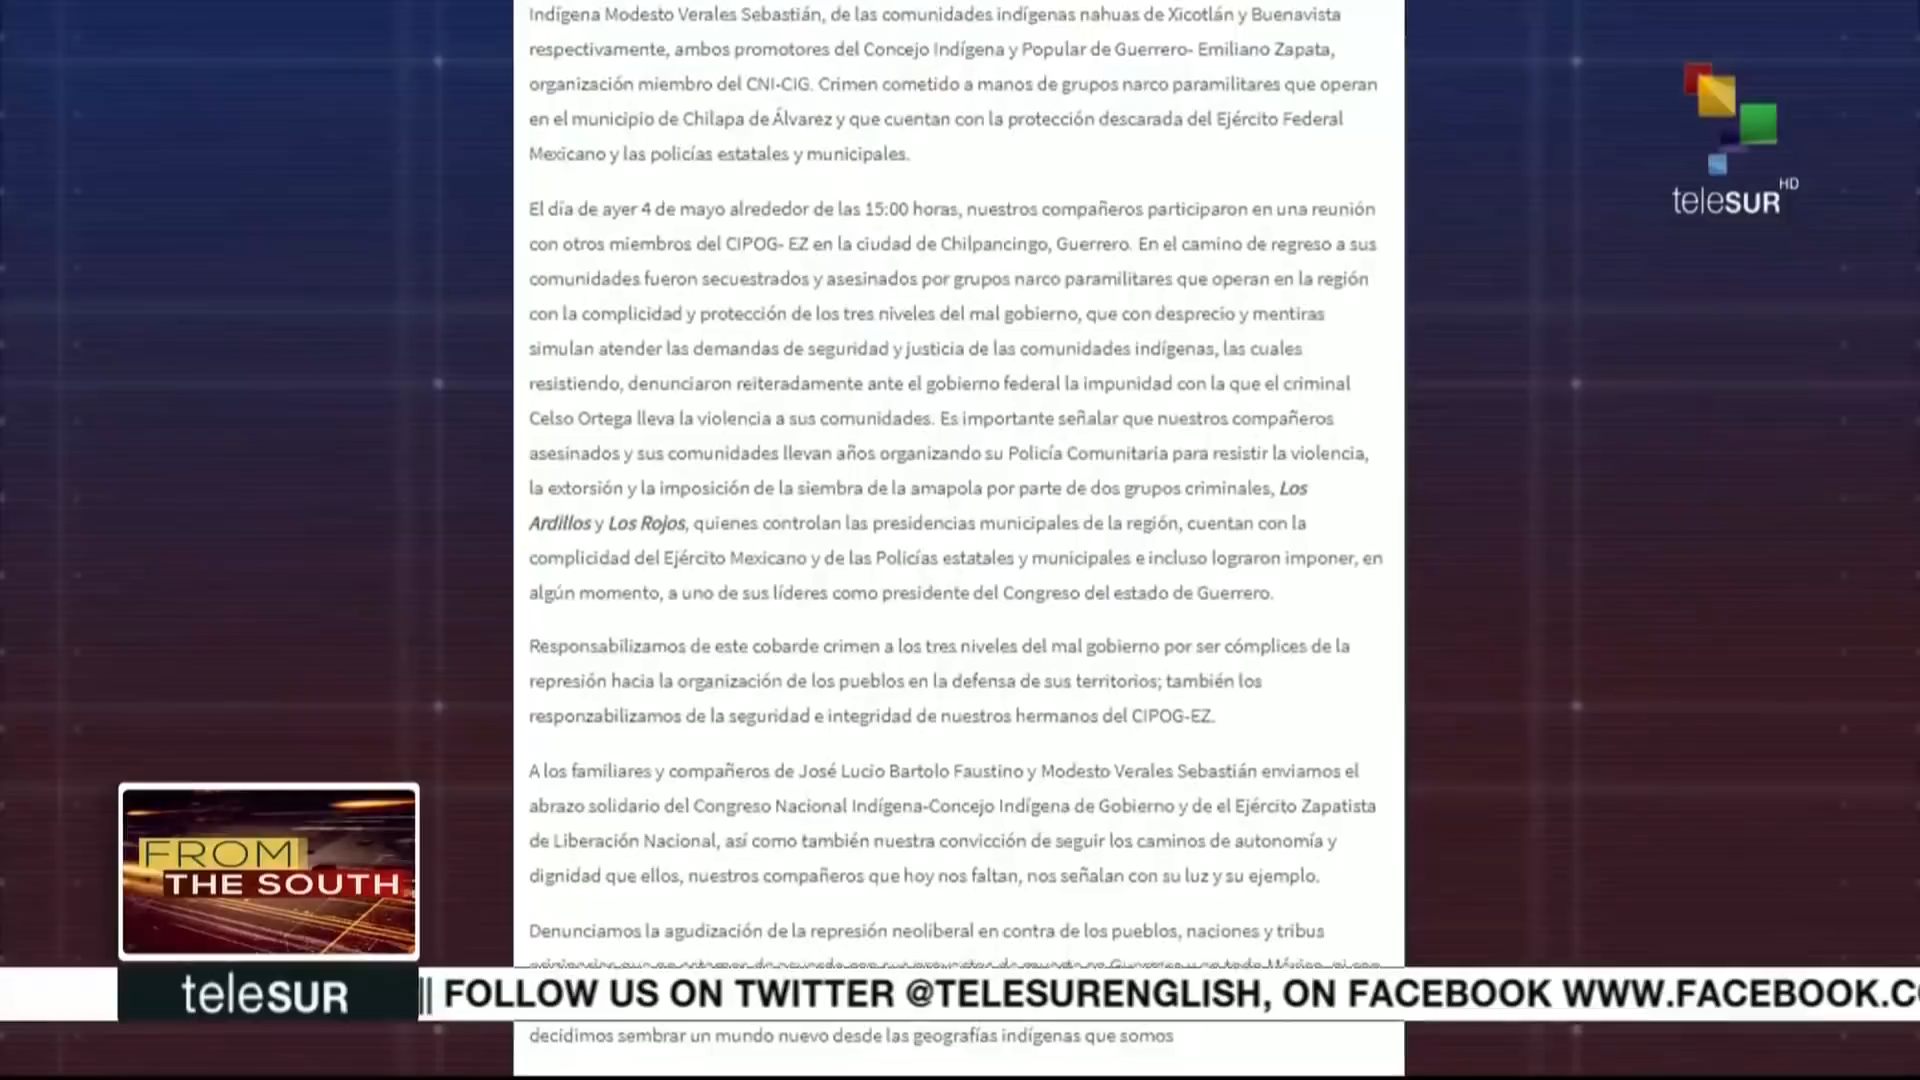 Indígena Modesto Verales Sebastián, de las comunidades indígenas nahuas de Xicotlán y Buenavista
respectivamente, ambos promotores del Concejo Indígena y Popular de Guerrero- Emiliano Zapata,
organización miembro del CNI-CIG. Crimen cometido a manos de grupos narco paramilitares que operan
en el municipio de Chilapa de Álvarez y que cuentan con la protección descarada del Ejército Federal
Mexicano y las policías estatales y municipales.
El día de ayer 4 de mayo alrededor de las 15:00 horas, nuestros compañeros participaron en una reunión
con otros miembros del CIPOG- EZ en la ciudad de Chilpancingo, Guerrero. En el camino de regreso a sus
comunidades fueron secuestrados y asesinados por grupos narco paramilitares que operan en la región
con la complicidad y protección de los tres niveles del mal gobierno, que con desprecio y mentiras
simulan atender las demandas de seguridad y justicia de las comunidades indígenas, las cuales
resistiendo, denunciaron reiteradamente ante el gobierno federal la impunidad con la que el criminal
Celso Ortega lleva la violencia a sus comunidades. Es importante señalar que nuestros compañeros
asesinados y sus comunidades llevan años organizando su Policía Comunitaria para resistir la violencia,
la extorsión y la imposición de la siembra de la amapola por parte de dos grupos criminales, Los
Ardillos y Los Rojos, quienes controlan las presidencias municipales de la región, cuentan con la
complicidad del Ejército Mexicano y de las Policías estatales y municipales e incluso lograron imponer, en
algún momento, a uno de sus líderes como presidente del Congreso del estado de Guerrero.
Responsabilizamos de este cobarde crimen a los tres niveles del mal gobierno por ser cómplices de la
represión hacia la organización de los pueblos en la defensa de sus territorios; también los
responzabilizamos de la seguridad e integridad de nuestros hermanos del CIPOG-EZ.
A los familiares y compañeros de José Lucio Bartolo Faustino y Modesto Verales Sebastián enviamos el
abrazo solidario del Congreso Nacional Indígena-Concejo Indígena de Gobierno y de el Ejército Zapatista
de Liberación Nacional, así como también nuestra convicción de seguir los caminos de autonomía y
dignidad que ellos, nuestros compañeros que hoy nos faltan, nos señalan con su luz y su ejemplo.
Denunciamos la agudización de la represión neoliberal en contra de los pueblos, naciones y tribus
decidimos sembrar un mundo nuevo desde las geografías indígenas que somos
teleSUR HD
FROM
THE SOUTH
teleSUR
FOLLOW US ON TWITTER @TELESURENGLISH, ON FACEBOOK WWW.FACEBOOK.C